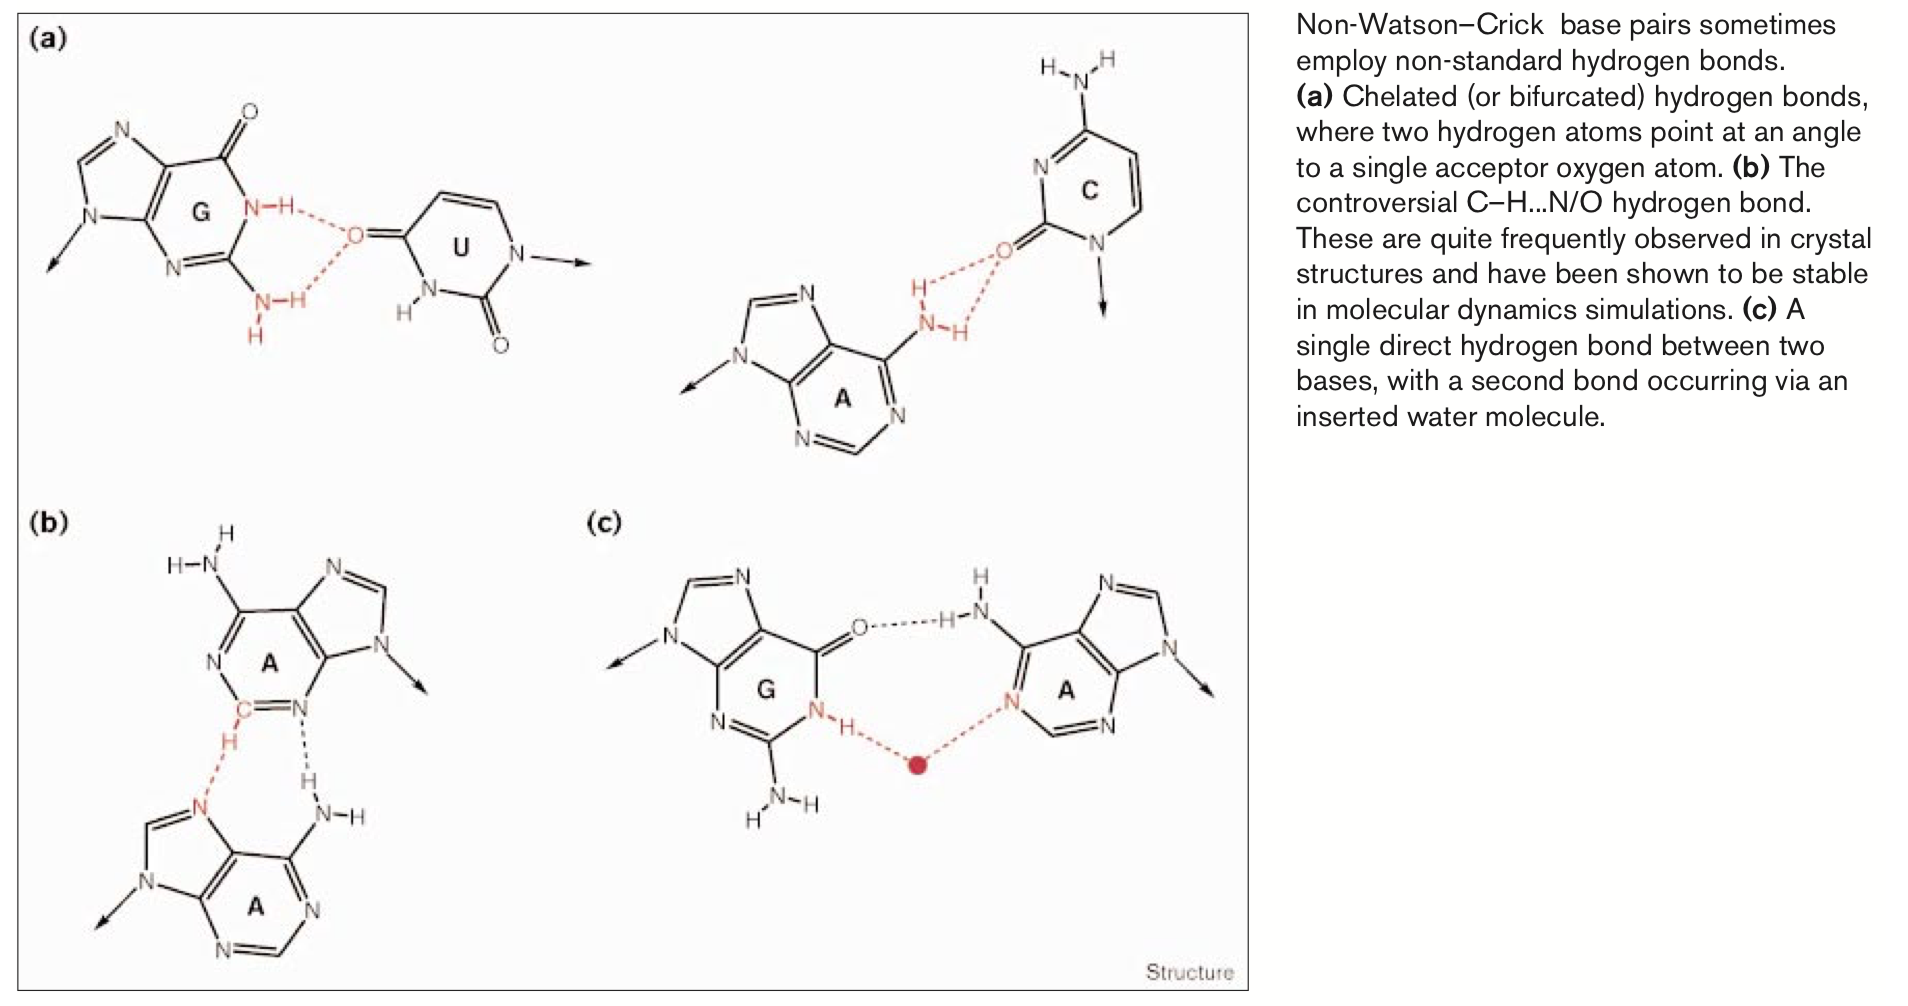 (a)
O
N
G
N-H
N
N
N-H
H
O
U
N
N
H
O
H
H
N
N
C
O
N
H
N
H
N
N
A
N
N
(b)
H
H-N
N
N
A
N
C
N
H
H
N
N-H
N
A
N
N
(c)
N
N
O
G
N
N
H
N-H
H
H
H-N
N
N
A
N
N
Structure
Non-Watson–Crick base pairs sometimes
employ non-standard hydrogen bonds.
(a) Chelated (or bifurcated) hydrogen bonds,
where two hydrogen atoms point at an angle
to a single acceptor oxygen atom. (b) The
controversial C–H...N/O hydrogen bond.
These are quite frequently observed in crystal
structures and have been shown to be stable
in molecular dynamics simulations. (c) A
single direct hydrogen bond between two
bases, with a second bond occurring via an
inserted water molecule.